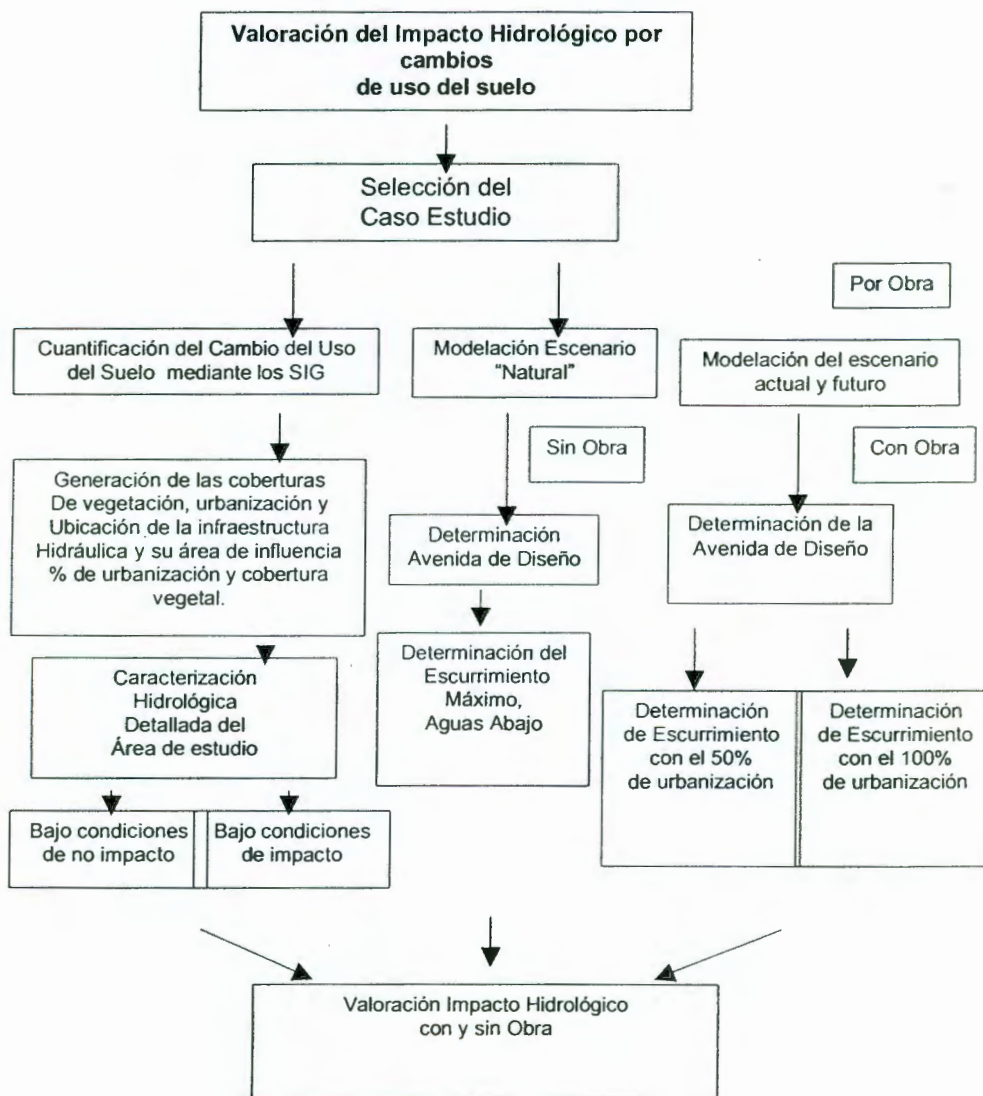 Valoración del Impacto Hidrológico por
cambios
de uso del suelo
Selección del
Caso Estudio
Por Obra
Cuantificación del Cambio del Uso
del Suelo mediante los SIG
Modelación Escenario
“Natural”
Modelación del escenario
actual y futuro
Sin Obra
Con Obra
Generación de las coberturas
De vegetación, urbanización y
Ubicación de la infraestructura
Hidráulica y su área de influencia
% de urbanización y cobertura
vegetal.
Determinación
Avenida de Diseño
Determinación de la
Avenida de Diseño
Caracterización
Hidrológica
Detallada del
Área de estudio
Determinación del
Escurrimiento
Máximo,
Aguas Abajo
Determinación
de Escurrimiento
con el 50%
de urbanización
Determinación
de Escurrimiento
con el 100%
de urbanización
Bajo condiciones
de no impacto
Bajo condiciones
de impacto
Valoración Impacto Hidrológico
con y sin Obra